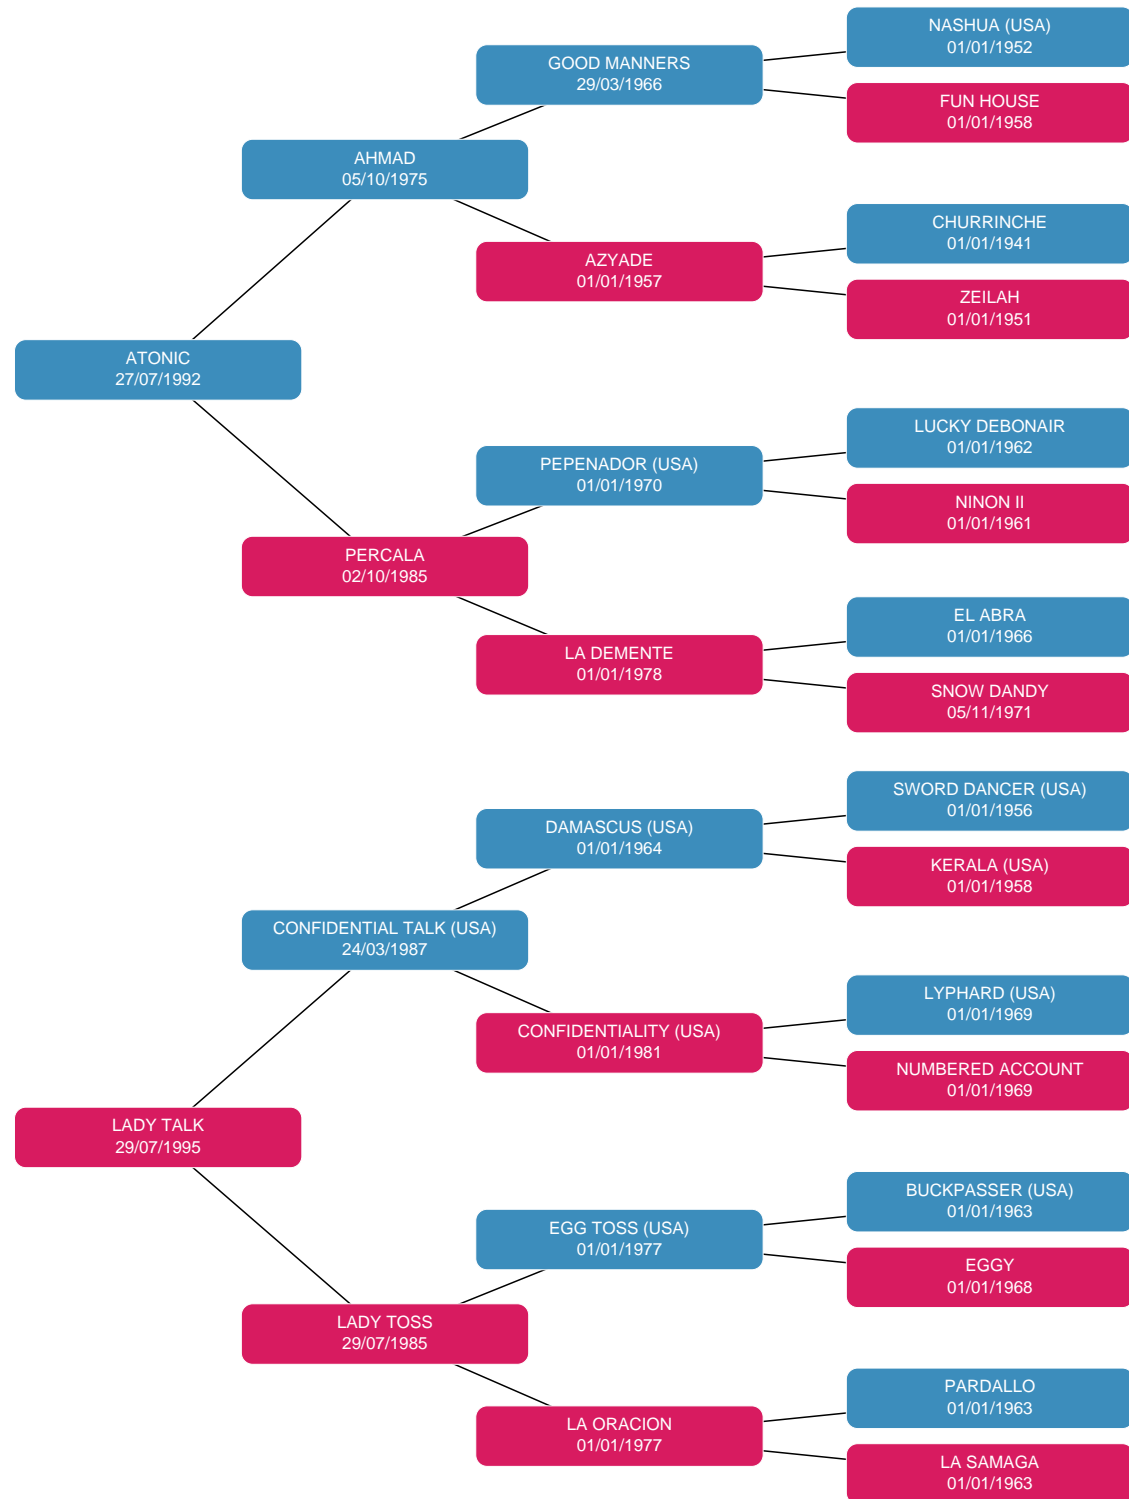 NASHUA (USA)
01/01/1952
GOOD MANNERS
29/03/1966
FUN HOUSE
01/01/1958
AHMAD
05/10/1975
CHURRINCHE
01/01/1941
AZYADE
01/01/1957
ZEILAH
01/01/1951
ATONIC
27/07/1992
LUCKY DEBONAIR
01/01/1962
PEPENADOR (USA)
01/01/1970
NINON II
01/01/1961
PERCALA
02/10/1985
EL ABRA
01/01/1966
LA DEMENTE
01/01/1978
SNOW DANDY
05/11/1971
SWORD DANCER (USA)
01/01/1956
DAMASCUS (USA)
01/01/1964
KERALA (USA)
01/01/1958
CONFIDENTIAL TALK (USA)
24/03/1987
LYPHARD (USA)
01/01/1969
CONFIDENTIALITY (USA)
01/01/1981
NUMBERED ACCOUNT
01/01/1969
LADY TALK
29/07/1995
BUCKPASSER (USA)
01/01/1963
EGG TOSS (USA)
01/01/1977
EGGY
01/01/1968
LADY TOSS
29/07/1985
PARDALLO
01/01/1963
LA ORACION
01/01/1977
LA SAMAGA
01/01/1963